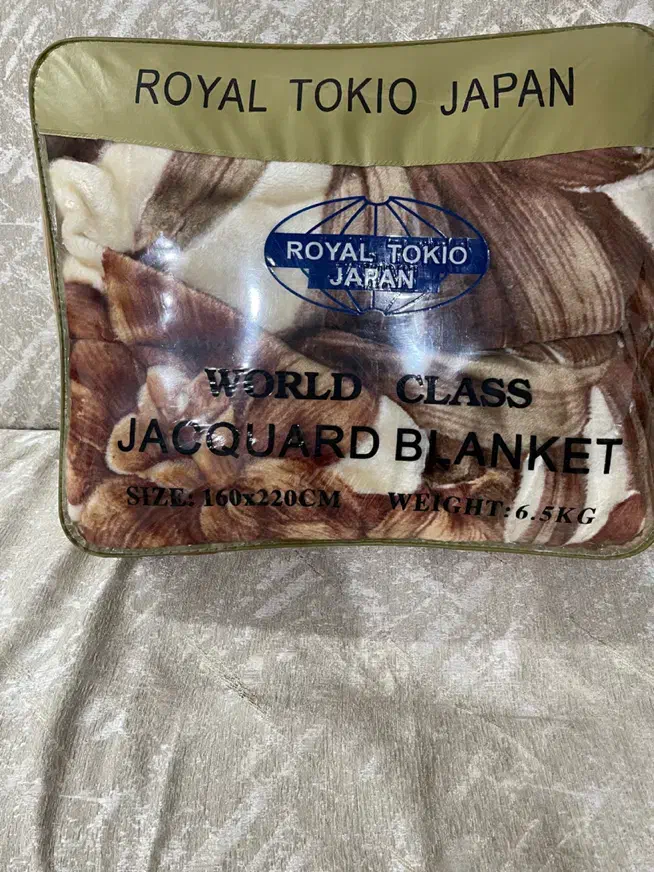 ROYAL TOKIO JAPAN
ROYAL TOKIO
JAPAN
WORLD CLASS
JACQUARD BLANKET
SIZE: 160x220CM WEIGHT:6.5KG